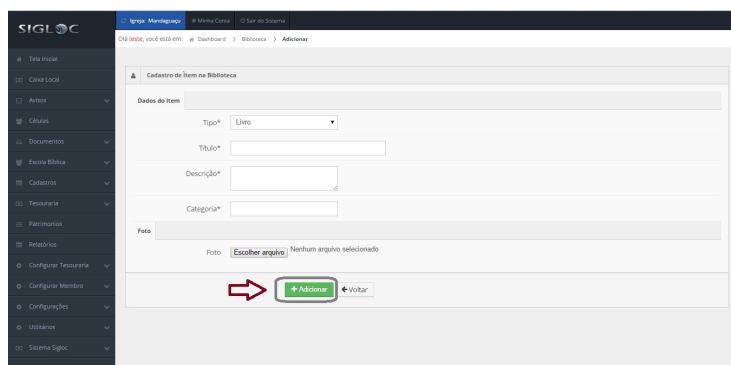 SIGLOC
Igreja: Mandaguaçu Minha Conta Sair do Sistema
Olá teste, você está em: Dashboard > Biblioteca > Adicionar
Tela Inicial
Caixa Local
Avisos
Células
Documentos
Escola Bíblica
Cadastros
Tesouraria
Patrimonios
Relatórios
Configurar Tesouraria
Configurar Membro
Configurações
Utilitários
Sistema Sigloc
Cadastro de Ítem na Biblioteca
Dados do Item
Tipo* Livro
Título*
Descrição*
Categoria*
Foto
Foto Escolher arquivo Nenhum arquivo selecionado
+ Adicionar Voltar